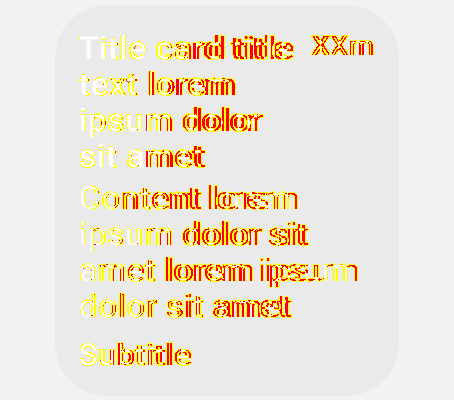 Title card title XXm
text lorem
ipsum dolor
sit amet
Content lorem
ipsum dolor sit
amet lorem ipsum
dolor sit amet
Subtitle